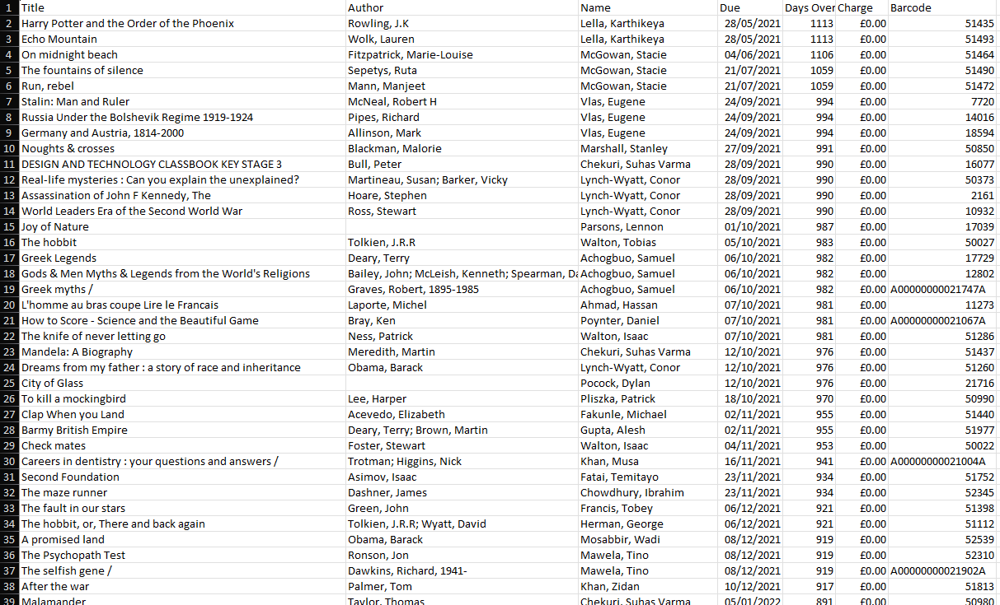 1 Title Author Name Due Days Over Charge Barcode
2 Harry Potter and the Order of the Phoenix Rowling, J.K Lella, Karthikeya 28/05/2021 1113 £0.00 51435
3 Echo Mountain Wolk, Lauren Lella, Karthikeya 28/05/2021 1113 £0.00 51493
4 On midnight beach Fitzpatrick, Marie-Louise McGowan, Stacie 04/06/2021 1106 £0.00 51464
5 The fountains of silence Sepetys, Ruta McGowan, Stacie 21/07/2021 1059 £0.00 51490
6 Run, rebel Mann, Manjeet McGowan, Stacie 21/07/2021 1059 £0.00 51472
7 Stalin: Man and Ruler McNeal, Robert H Vlas, Eugene 24/09/2021 994 £0.00 7720
8 Russia Under the Bolshevik Regime 1919-1924 Pipes, Richard Vlas, Eugene 24/09/2021 994 £0.00 14016
9 Germany and Austria, 1814-2000 Allinson, Mark Vlas, Eugene 24/09/2021 994 £0.00 18594
10 Noughts & crosses Blackman, Malorie Marshall, Stanley 27/09/2021 991 £0.00 50850
11 DESIGN AND TECHNOLOGY CLASSBOOK KEY STAGE 3 Bull, Peter Chekuri, Suhas Varma 28/09/2021 990 £0.00 16077
12 Real-life mysteries : Can you explain the unexplained? Martineau, Susan; Barker, Vicky Lynch-Wyatt, Conor 28/09/2021 990 £0.00 50373
13 Assassination of John F Kennedy, The Hoare, Stephen Lynch-Wyatt, Conor 28/09/2021 990 £0.00 2161
14 World Leaders Era of the Second World War Ross, Stewart Lynch-Wyatt, Conor 28/09/2021 990 £0.00 10932
15 Joy of Nature Parsons, Lennon 01/10/2021 987 £0.00 17039
16 The hobbit Tolkien, J.R.R Walton, Tobias 05/10/2021 983 £0.00 50027
17 Greek Legends Deary, Terry Achogbuo, Samuel 06/10/2021 982 £0.00 17729
18 Gods & Men Myths & Legends from the World's Religions Bailey, John; McLeish, Kenneth; Spearman, Da Achogbuo, Samuel 06/10/2021 982 £0.00 12802
19 Greek myths / Graves, Robert, 1895-1985 Achogbuo, Samuel 06/10/2021 982 £0.00 A00000000021747A
20 L'homme au bras coupe Lire le Francais Laporte, Michel Ahmad, Hassan 07/10/2021 981 £0.00 11273
21 How to Score - Science and the Beautiful Game Bray, Ken Poynter, Daniel 07/10/2021 981 £0.00 A00000000021067A
22 The knife of never letting go Ness, Patrick Walton, Isaac 07/10/2021 981 £0.00 51286
23 Mandela: A Biography Meredith, Martin Chekuri, Suhas Varma 12/10/2021 976 £0.00 51437
24 Dreams from my father : a story of race and inheritance Obama, Barack Lynch-Wyatt, Conor 12/10/2021 976 £0.00 51260
25 City of Glass Pocock, Dylan 12/10/2021 976 £0.00 21716
26 To kill a mockingbird Lee, Harper Pliszka, Patrick 18/10/2021 970 £0.00 50990
27 Clap When you Land Acevedo, Elizabeth Fakunle, Michael 02/11/2021 955 £0.00 51440
28 Barmy British Empire Deary, Terry; Brown, Martin Gupta, Alesh 02/11/2021 955 £0.00 51977
29 Check mates Foster, Stewart Walton, Isaac 04/11/2021 953 £0.00 50022
30 Careers in dentistry : your questions and answers / Trotman; Higgins, Nick Khan, Musa 16/11/2021 941 £0.00 A00000000021004A
31 Second Foundation Asimov, Isaac Fatai, Temitayo 23/11/2021 934 £0.00 51752
32 The maze runner Dashner, James Chowdhury, Ibrahim 23/11/2021 934 £0.00 52345
33 The fault in our stars Green, John Francis, Tobey 06/12/2021 921 £0.00 51398
34 The hobbit, or, There and back again Tolkien, J.R.R; Wyatt, David Herman, George 06/12/2021 921 £0.00 51112
35 A promised land Obama, Barack Mosabbir, Wadi 08/12/2021 919 £0.00 52539
36 The Psychopath Test Ronson, Jon Mawela, Tino 08/12/2021 919 £0.00 52310
37 The selfish gene / Dawkins, Richard, 1941- Mawela, Tino 08/12/2021 919 £0.00 A00000000021902A
38 After the war Palmer, Tom Khan, Zidan 10/12/2021 917 £0.00 51813
39 Malamander Taylor, Thomas Chekuri, Suhas Varma 05/01/2022 891 £0.00 50980